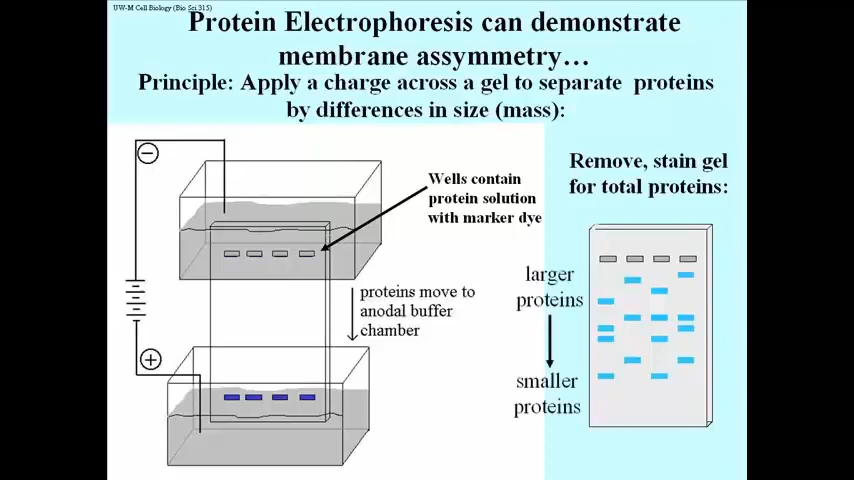 UW-M Cell Biology (Bio Sci 315)
Protein Electrophoresis can demonstrate
membrane assymmetry…
Principle: Apply a charge across a gel to separate proteins
by differences in size (mass):
−
Wells contain
protein solution
with marker dye
proteins move to
anodal buffer
chamber
+
Remove, stain gel
for total proteins:
larger
proteins
smaller
proteins